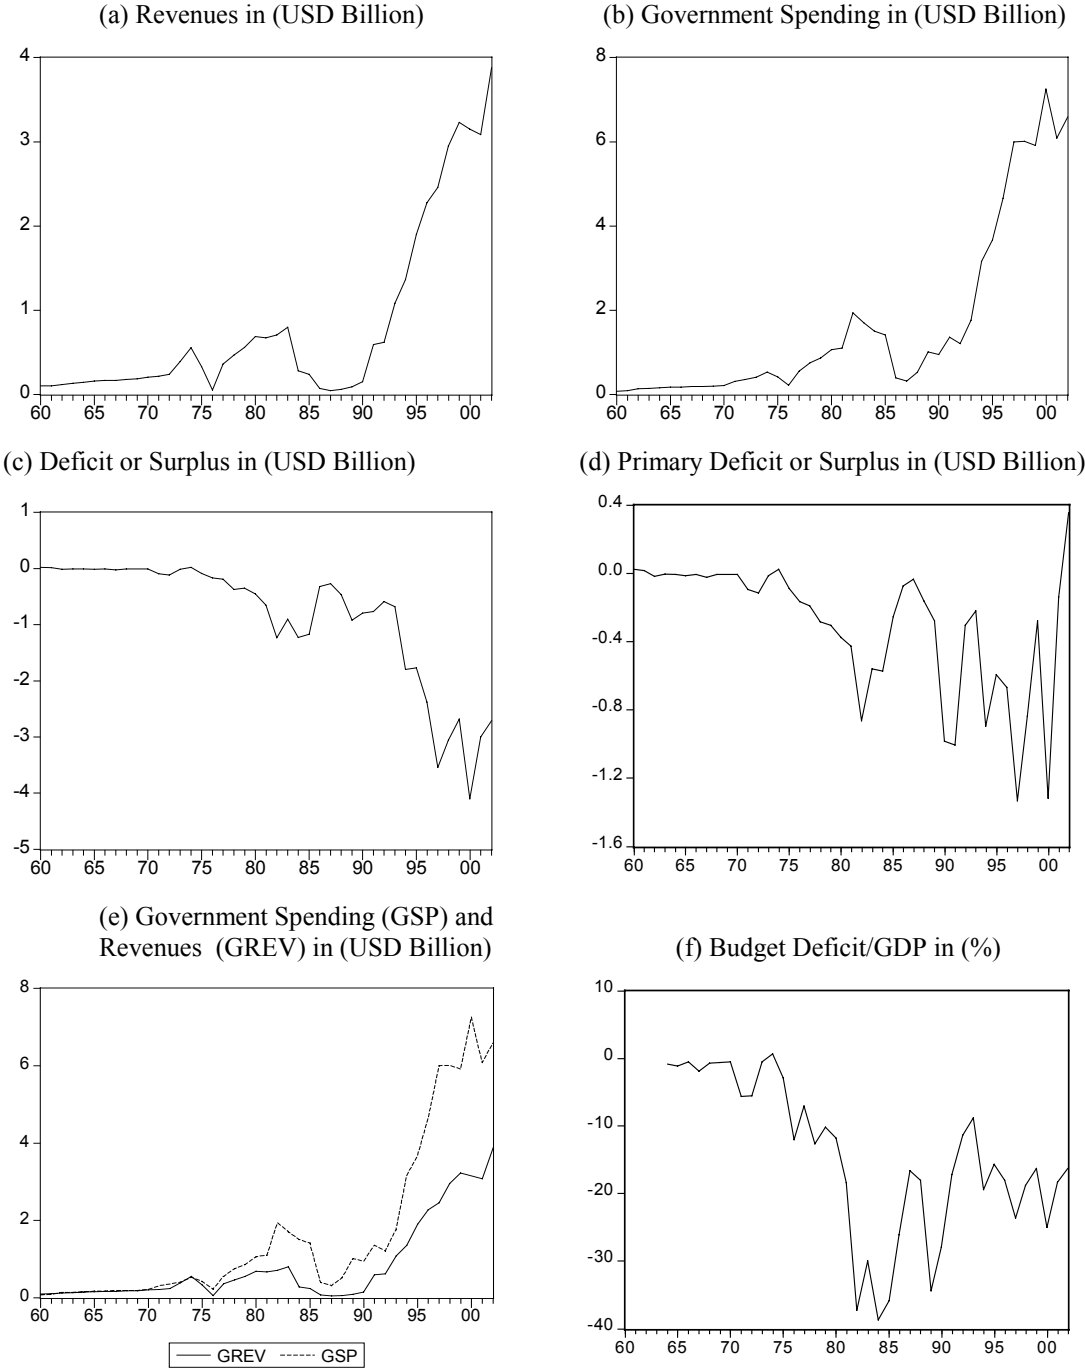 (a) Revenues in (USD Billion)
4
3
2
1
0
60 65 70 75 80 85 90 95 00
(b) Government Spending in (USD Billion)
8
6
4
2
0
60 65 70 75 80 85 90 95 00
(c) Deficit or Surplus in (USD Billion)
1
0
-1
-2
-3
-4
-5
60 65 70 75 80 85 90 95 00
(d) Primary Deficit or Surplus in (USD Billion)
0.4
0.0
-0.4
-0.8
-1.2
-1.6
60 65 70 75 80 85 90 95 00
(e) Government Spending (GSP) and
Revenues (GREV) in (USD Billion)
8
6
4
2
0
60 65 70 75 80 85 90 95 00
GREV GSP
(f) Budget Deficit/GDP in (%)
10
0
-10
-20
-30
-40
60 65 70 75 80 85 90 95 00